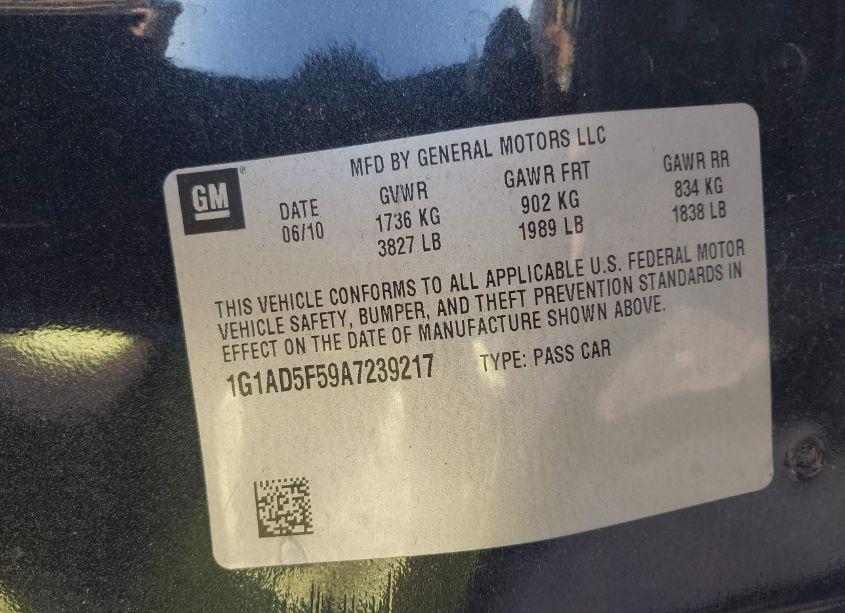 MFD BY GENERAL MOTORS LLC
GM®
DATE GVWR GAWR FRT GAWR RR
06/10 1736 KG 902 KG 834 KG
3827 LB 1989 LB 1838 LB
THIS VEHICLE CONFORMS TO ALL APPLICABLE U.S. FEDERAL MOTOR
VEHICLE SAFETY, BUMPER, AND THEFT PREVENTION STANDARDS IN
EFFECT ON THE DATE OF MANUFACTURE SHOWN ABOVE.
1G1AD5F59A7239217 TYPE: PASS CAR